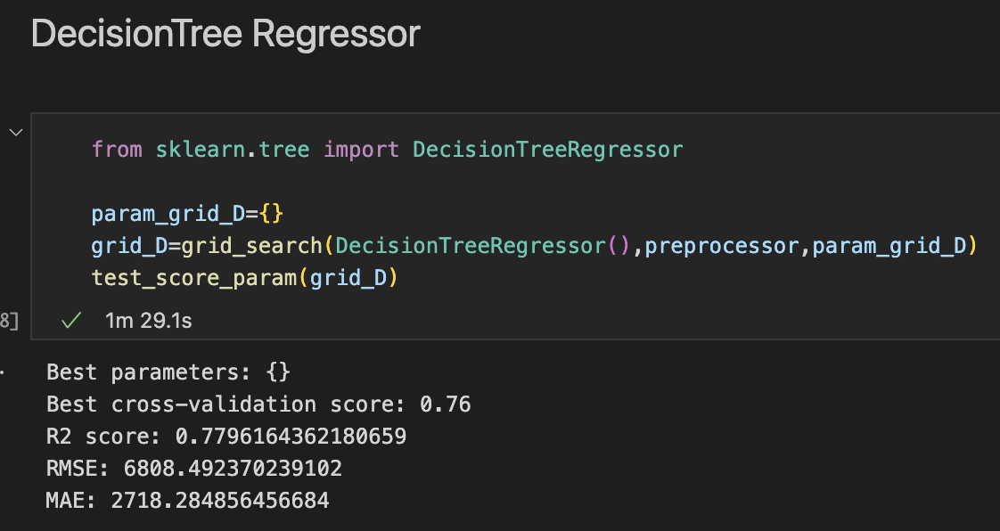 DecisionTree Regressor
from sklearn.tree import DecisionTreeRegressor
param_grid_D={}
grid_D=grid_search(DecisionTreeRegressor(),preprocessor,param_grid_D)
test_score_param(grid_D)
8] ✓ 1m 29.1s
Best parameters: {}
Best cross-validation score: 0.76
R2 score: 0.7796164362180659
RMSE: 6808.492370239102
MAE: 2718.284856456684